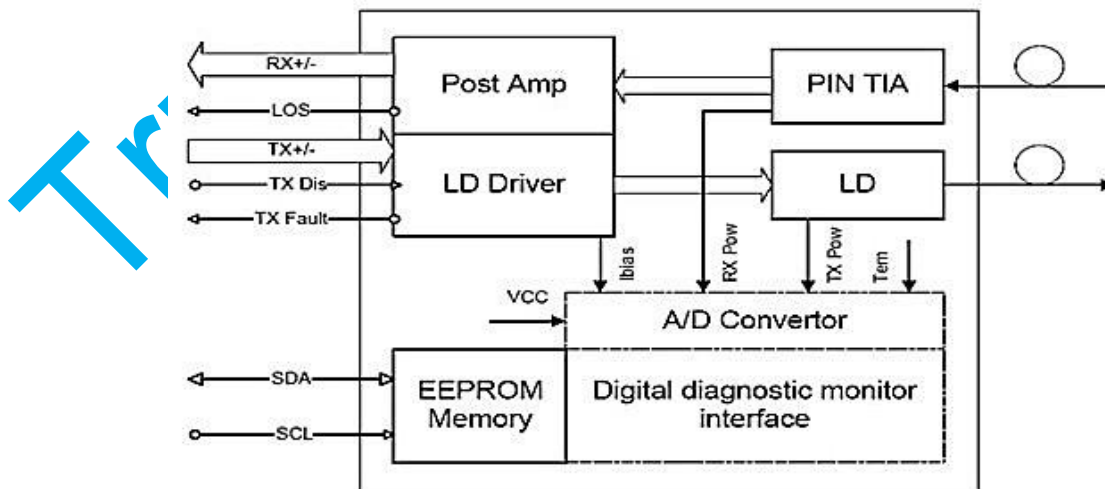 RX+/-
Post Amp
PIN TIA
LOS
TX+/-
TX Dis
LD Driver
LD
TX Fault
Ibias
RX Pow
TX Pow
Tem
VCC
A/D Convertor
SDA
EEPROM
Memory
Digital diagnostic monitor
interface
SCL